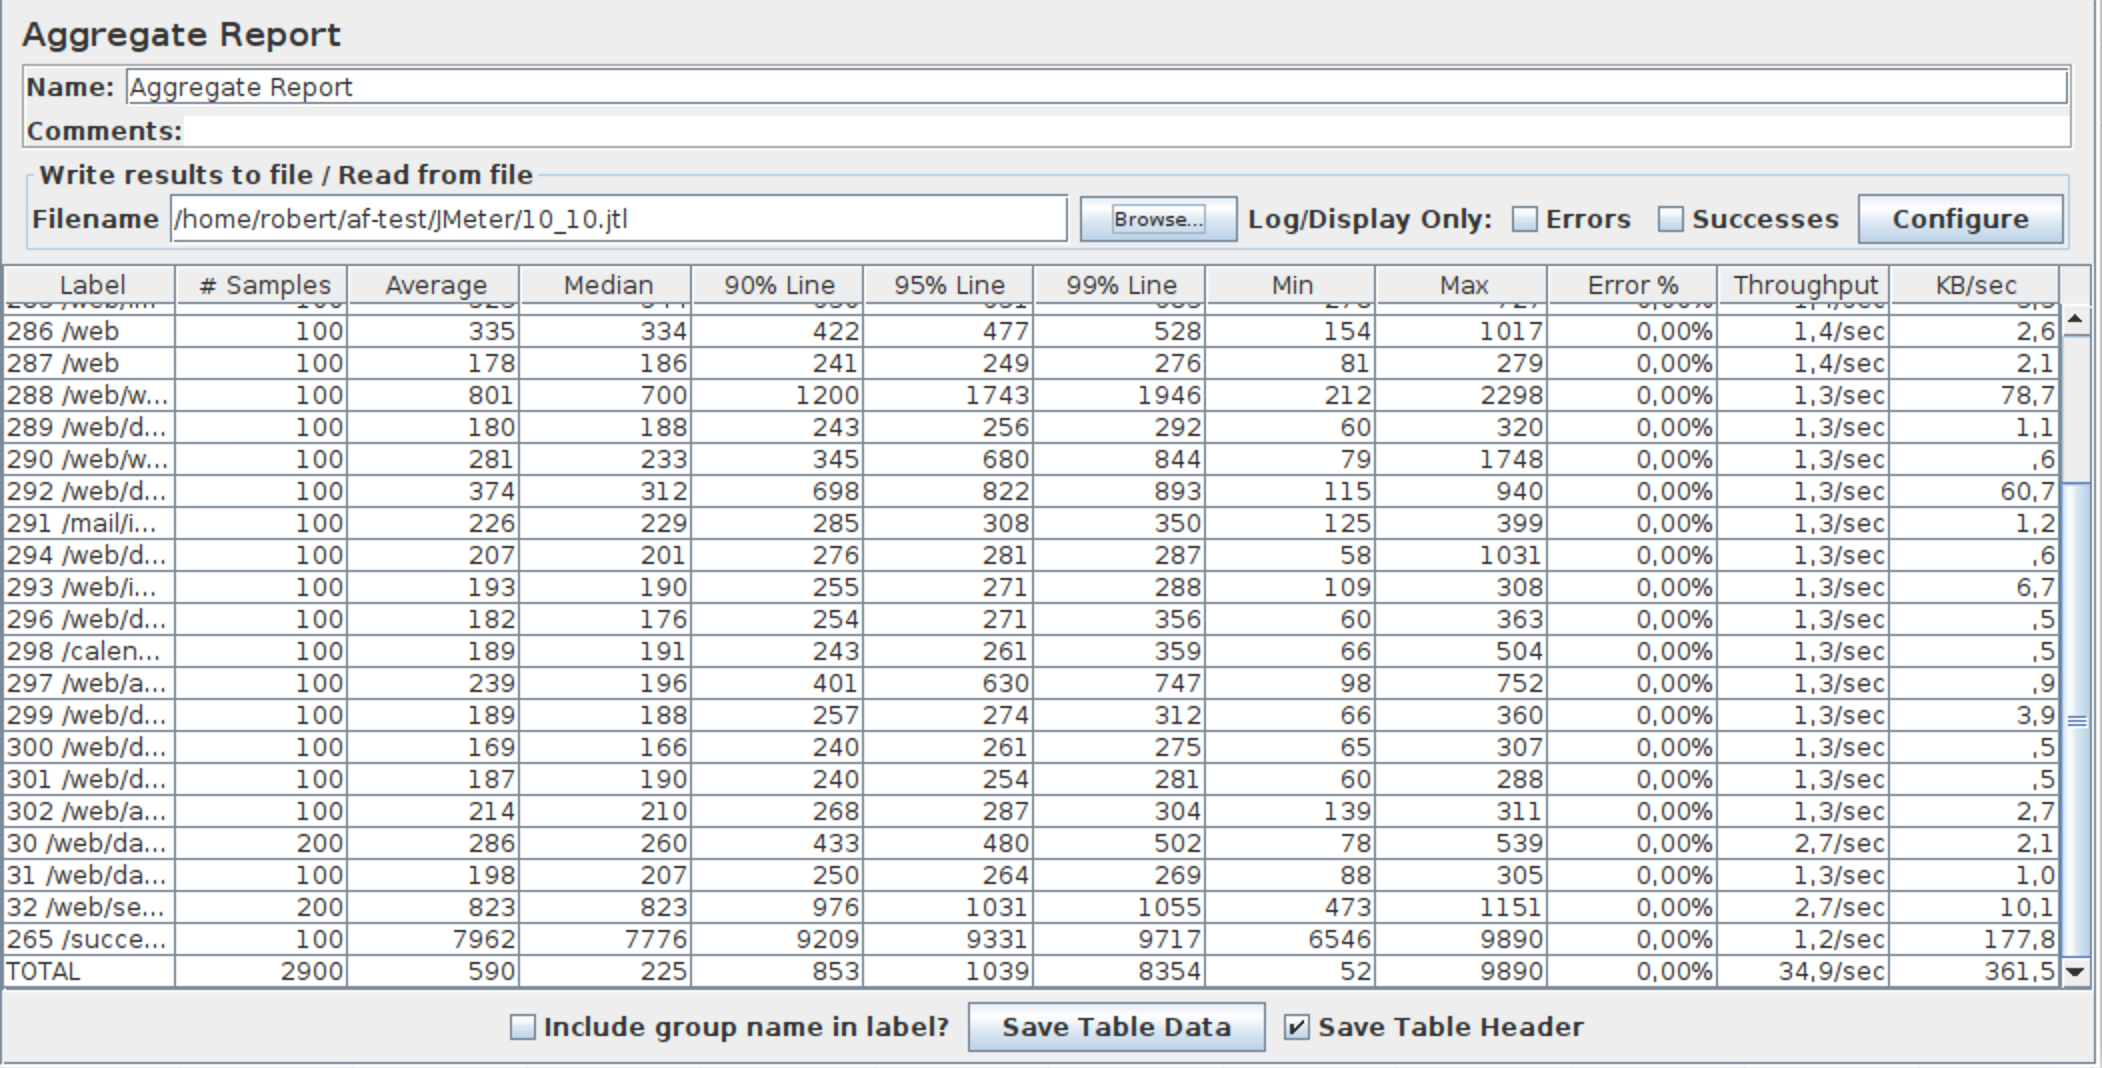 Aggregate Report
Name: Aggregate Report
Comments:
Write results to file / Read from file
Filename /home/robert/af-test/JMeter/10_10.jtl Browse... Log/Display Only: Errors Successes Configure
Label # Samples Average Median 90% Line 95% Line 99% Line Min Max Error % Throughput KB/sec
286 /web 100 335 334 422 477 528 154 1017 0,00% 1,4/sec 2,6
287 /web 100 178 186 241 249 276 81 279 0,00% 1,4/sec 2,1
288 /web/w... 100 801 700 1200 1743 1946 212 2298 0,00% 1,3/sec 78,7
289 /web/d... 100 180 188 243 256 292 60 320 0,00% 1,3/sec 1,1
290 /web/w... 100 281 233 345 680 844 79 1748 0,00% 1,3/sec ,6
292 /web/d... 100 374 312 698 822 893 115 940 0,00% 1,3/sec 60,7
291 /mail/i... 100 226 229 285 308 350 125 399 0,00% 1,3/sec 1,2
294 /web/d... 100 207 201 276 281 287 58 1031 0,00% 1,3/sec ,6
293 /web/i... 100 193 190 255 271 288 109 308 0,00% 1,3/sec 6,7
296 /web/d... 100 182 176 254 271 356 60 363 0,00% 1,3/sec ,5
298 /calen... 100 189 191 243 261 359 66 504 0,00% 1,3/sec ,5
297 /web/a... 100 239 196 401 630 747 98 752 0,00% 1,3/sec ,9
299 /web/d... 100 189 188 257 274 312 66 360 0,00% 1,3/sec 3,9
300 /web/d... 100 169 166 240 261 275 65 307 0,00% 1,3/sec ,5
301 /web/d... 100 187 190 240 254 281 60 288 0,00% 1,3/sec ,5
302 /web/a... 100 214 210 268 287 304 139 311 0,00% 1,3/sec 2,7
30 /web/da... 200 286 260 433 480 502 78 539 0,00% 2,7/sec 2,1
31 /web/da... 100 198 207 250 264 269 88 305 0,00% 1,3/sec 1,0
32 /web/se... 200 823 823 976 1031 1055 473 1151 0,00% 2,7/sec 10,1
265 /succe... 100 7962 7776 9209 9331 9717 6546 9890 0,00% 1,2/sec 177,8
TOTAL 2900 590 225 853 1039 8354 52 9890 0,00% 34,9/sec 361,5
Include group name in label? Save Table Data Save Table Header